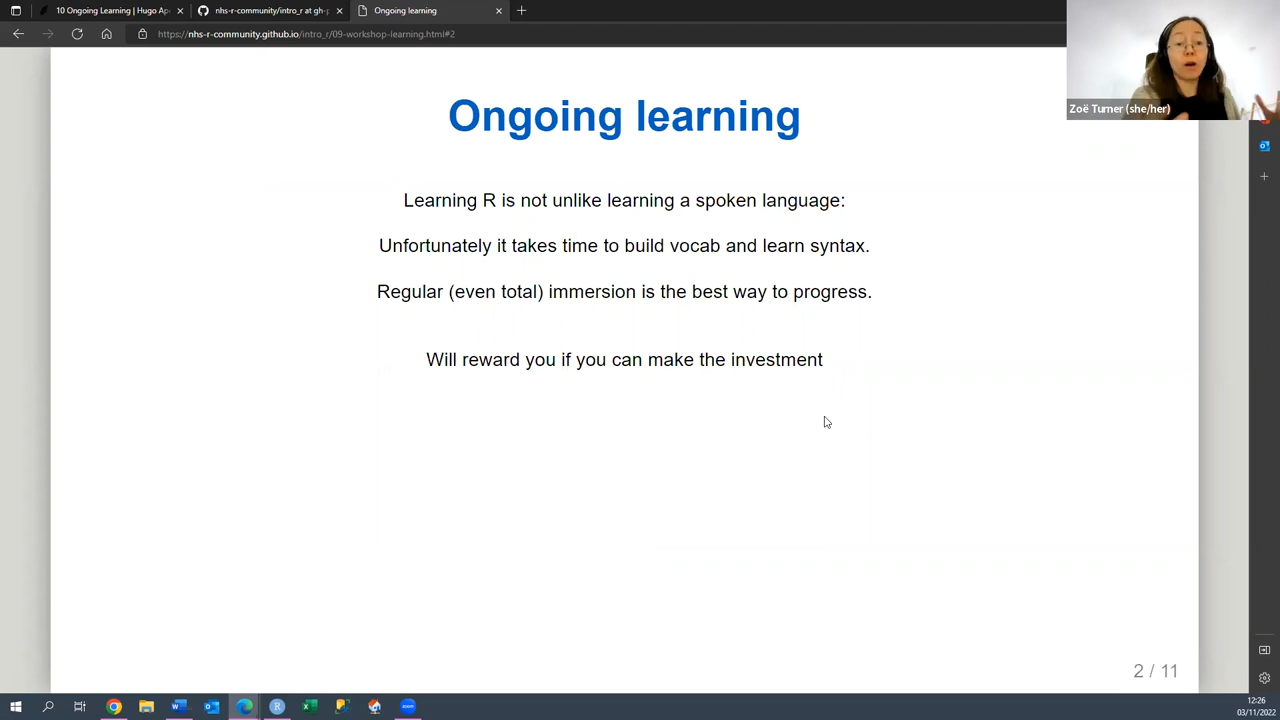 10 Ongoing Learning | Hugo Ap
nhs-r-community/intro_r at gh-p
Ongoing learning
https://nhs-r-community.github.io/intro_r/09-workshop-learning.html#2
Zoë Turner (she/her)
Ongoing learning
Learning R is not unlike learning a spoken language:
Unfortunately it takes time to build vocab and learn syntax.
Regular (even total) immersion is the best way to progress.
Will reward you if you can make the investment
2 / 11
12:26
03/11/2022